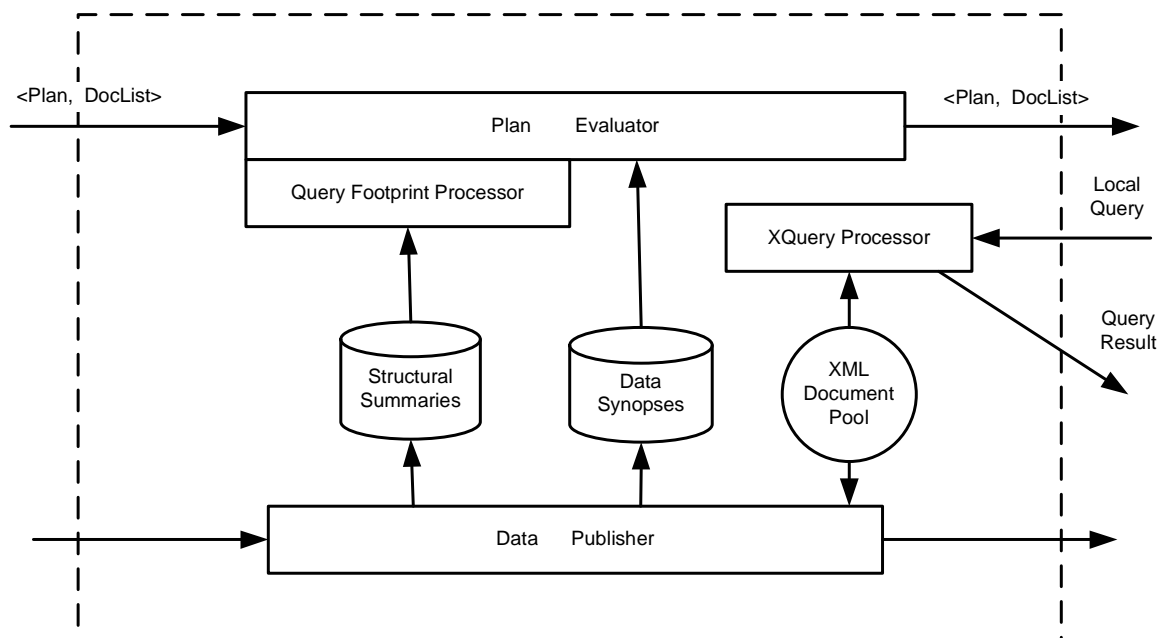 <Plan, DocList>
<Plan, DocList>
Plan Evaluator
Query Footprint Processor
Local
Query
XQuery Processor
Query
Result
Structural
Summaries
Data
Synopses
XML
Document
Pool
Data Publisher